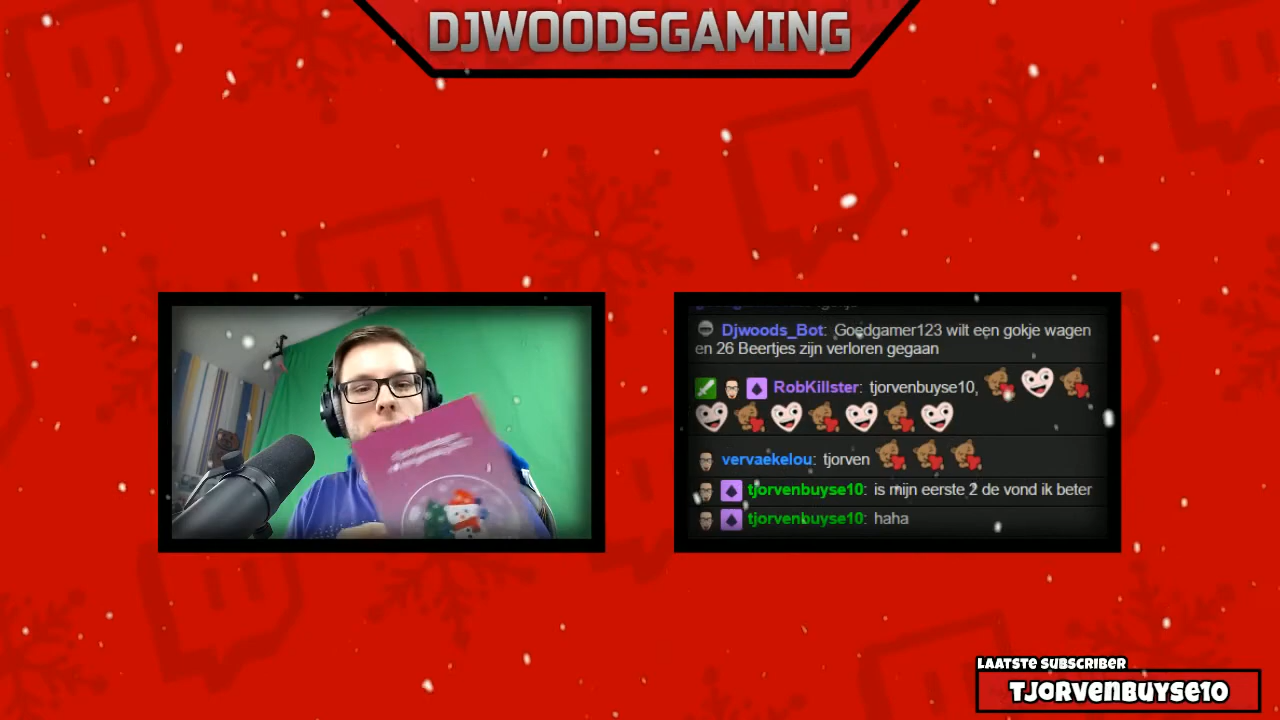 DJWOODSGAMING
Djwoods_Bot: Goedgamer123 wilt een gokje wagen
en 26 Beertjes zijn verloren gegaan
RobKillster: tjorvenbuyse10,
vervaekelou: tjorven
tjorvenbuyse10: is mijn eerste 2 de vond ik beter
tjorvenbuyse10: haha
LAATSTE SUBSCRIBER
TJORVENBUYSE10